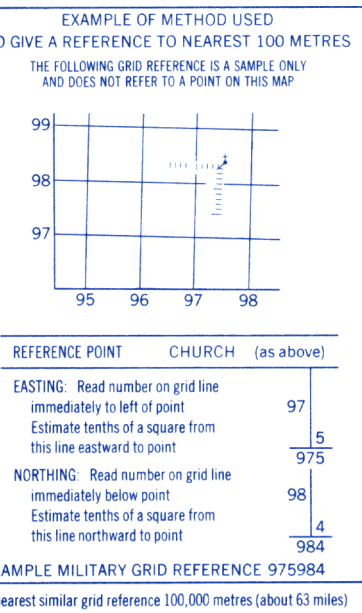 EXAMPLE OF METHOD USED
O GIVE A REFERENCE TO NEAREST 100 METRES
THE FOLLOWING GRID REFERENCE IS A SAMPLE ONLY
AND DOES NOT REFER TO A POINT ON THIS MAP
99
98
97
95 96 97 98
REFERENCE POINT CHURCH (as above)
EASTING: Read number on grid line
immediately to left of point 97
Estimate tenths of a square from
this line eastward to point 5
975
NORTHING: Read number on grid line
immediately below point 98
Estimate tenths of a square from
this line northward to point 4
984
AMPLE MILITARY GRID REFERENCE 975984
earest similar grid reference 100,000 metres (about 63 miles)